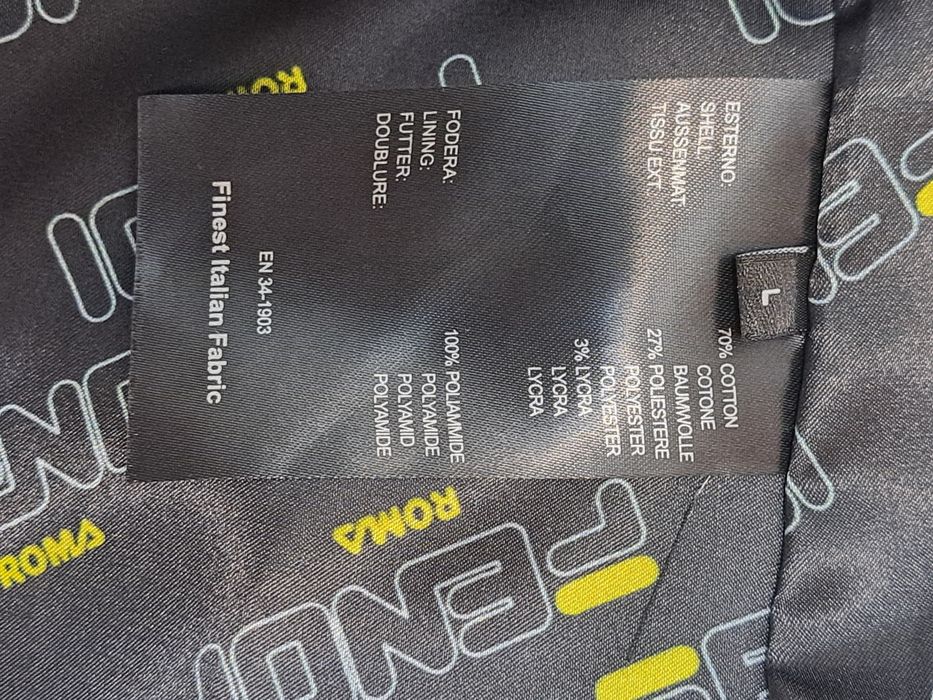 L
ESTERNO: 70% COTTON
SHELL: COTONE
AUSSENMAT: BAUMWOLLE
TISSU EXT: 27% POLIESTERE
POLYESTER
POLYESTER
3% LYCRA
LYCRA
LYCRA
FODERA: 100% POLIAMMIDE
LINING: POLYAMIDE
FUTTER: POLYAMID
DOUBLURE: POLYAMIDE
EN 34-1903
Finest Italian Fabric
FENDI
ROMA
ROMA